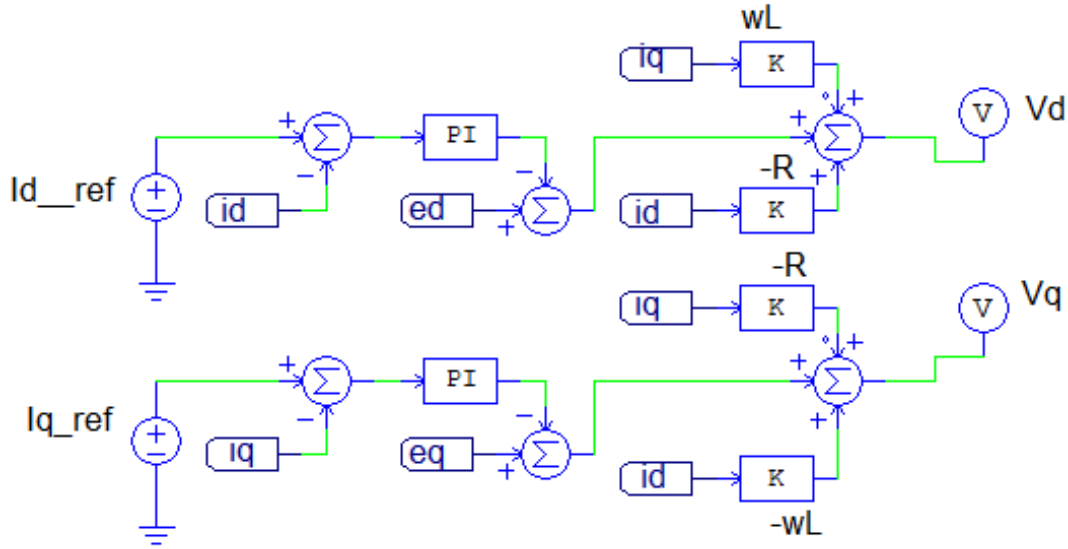 wL
iq
K
Vd
V
PI
Σ
Σ
Σ
Id__ref
id
ed
-R
id
K
-R
iq
K
Vq
V
PI
Σ
Σ
Σ
Iq_ref
iq
eq
id
K
-wL